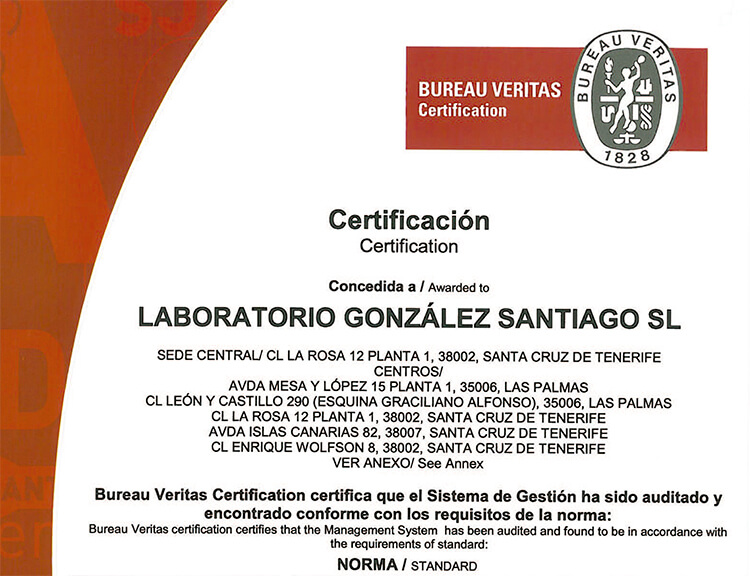 BUREAU VERITAS
Certification
BUREAU VERITAS
1828
Certificación
Certification
Concedida a / Awarded to
LABORATORIO GONZÁLEZ SANTIAGO SL
SEDE CENTRAL/ CL LA ROSA 12 PLANTA 1, 38002, SANTA CRUZ DE TENERIFE
CENTROS/
AVDA MESA Y LÓPEZ 15 PLANTA 1, 35006, LAS PALMAS
CL LEÓN Y CASTILLO 290 (ESQUINA GRACILIANO ALFONSO), 35006, LAS PALMAS
CL LA ROSA 12 PLANTA 1, 38002, SANTA CRUZ DE TENERIFE
AVDA ISLAS CANARIAS 82, 38007, SANTA CRUZ DE TENERIFE
CL ENRIQUE WOLFSON 8, 38002, SANTA CRUZ DE TENERIFE
VER ANEXO/ See Annex
Bureau Veritas Certification certifica que el Sistema de Gestión ha sido auditado y
encontrado conforme con los requisitos de la norma:
Bureau Veritas certification certifies that the Management System has been audited and found to be in accordance with
the requirements of standard:
NORMA / STANDARD